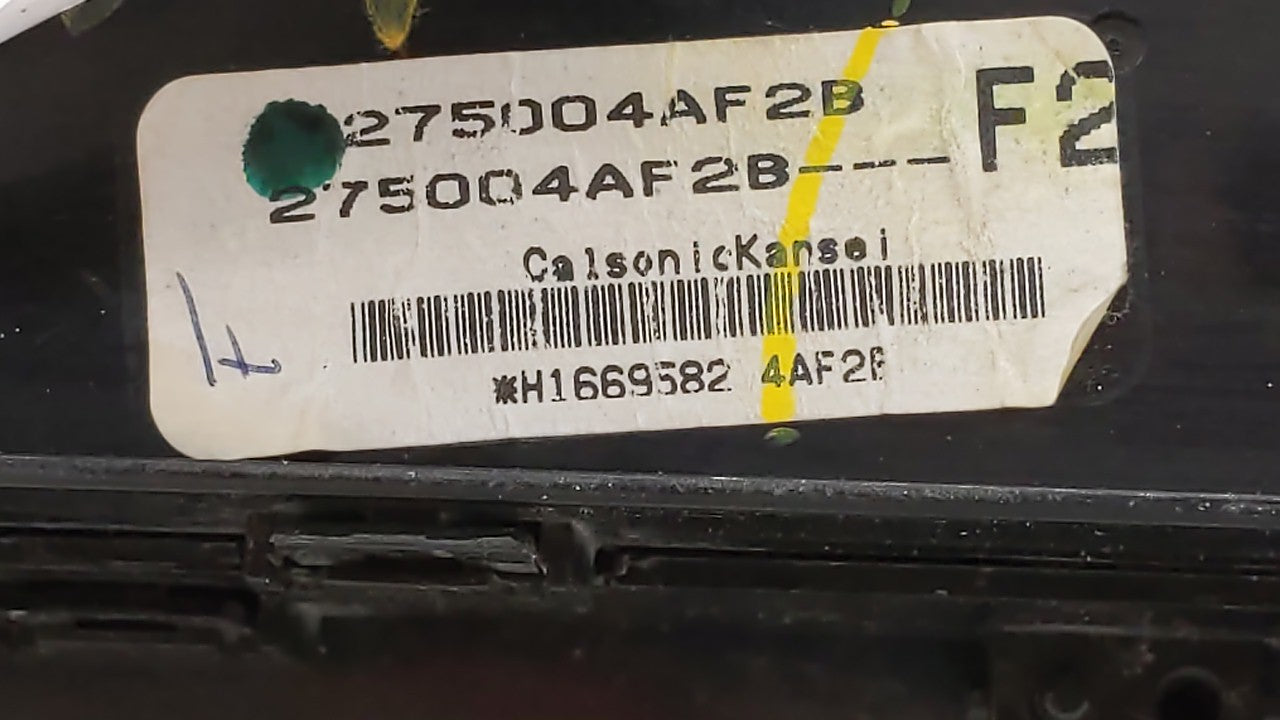 275004AF2B
F2
275004AF2B---
CalsonicKansei
*H1669582 4AF2B